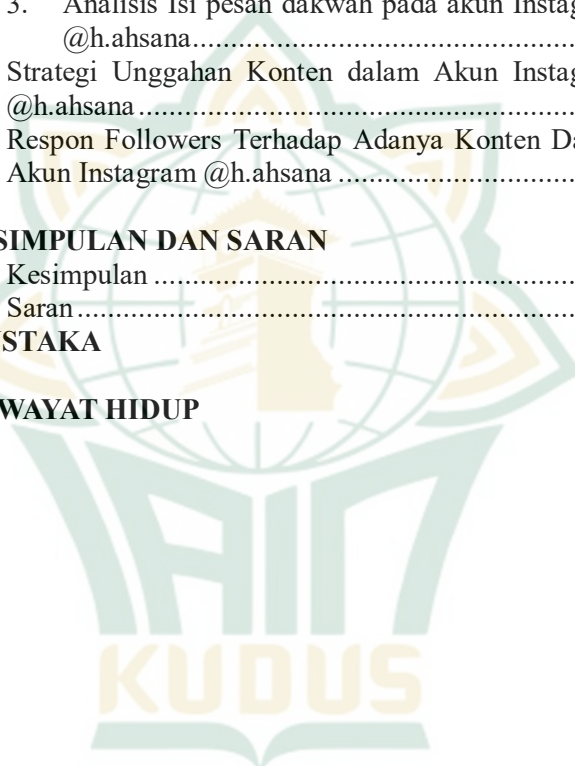 3. Analisis Isi pesan dakwah pada akun Instag
@h.ahsana................................................
Strategi Unggahan Konten dalam Akun Instag
@h.ahsana.......................................................
Respon Followers Terhadap Adanya Konten Da
Akun Instagram @h.ahsana ..............................
SIMPULAN DAN SARAN
Kesimpulan ......................................................
Saran................................................................
STAKA
WAYAT HIDUP
IAIN
KUDUS